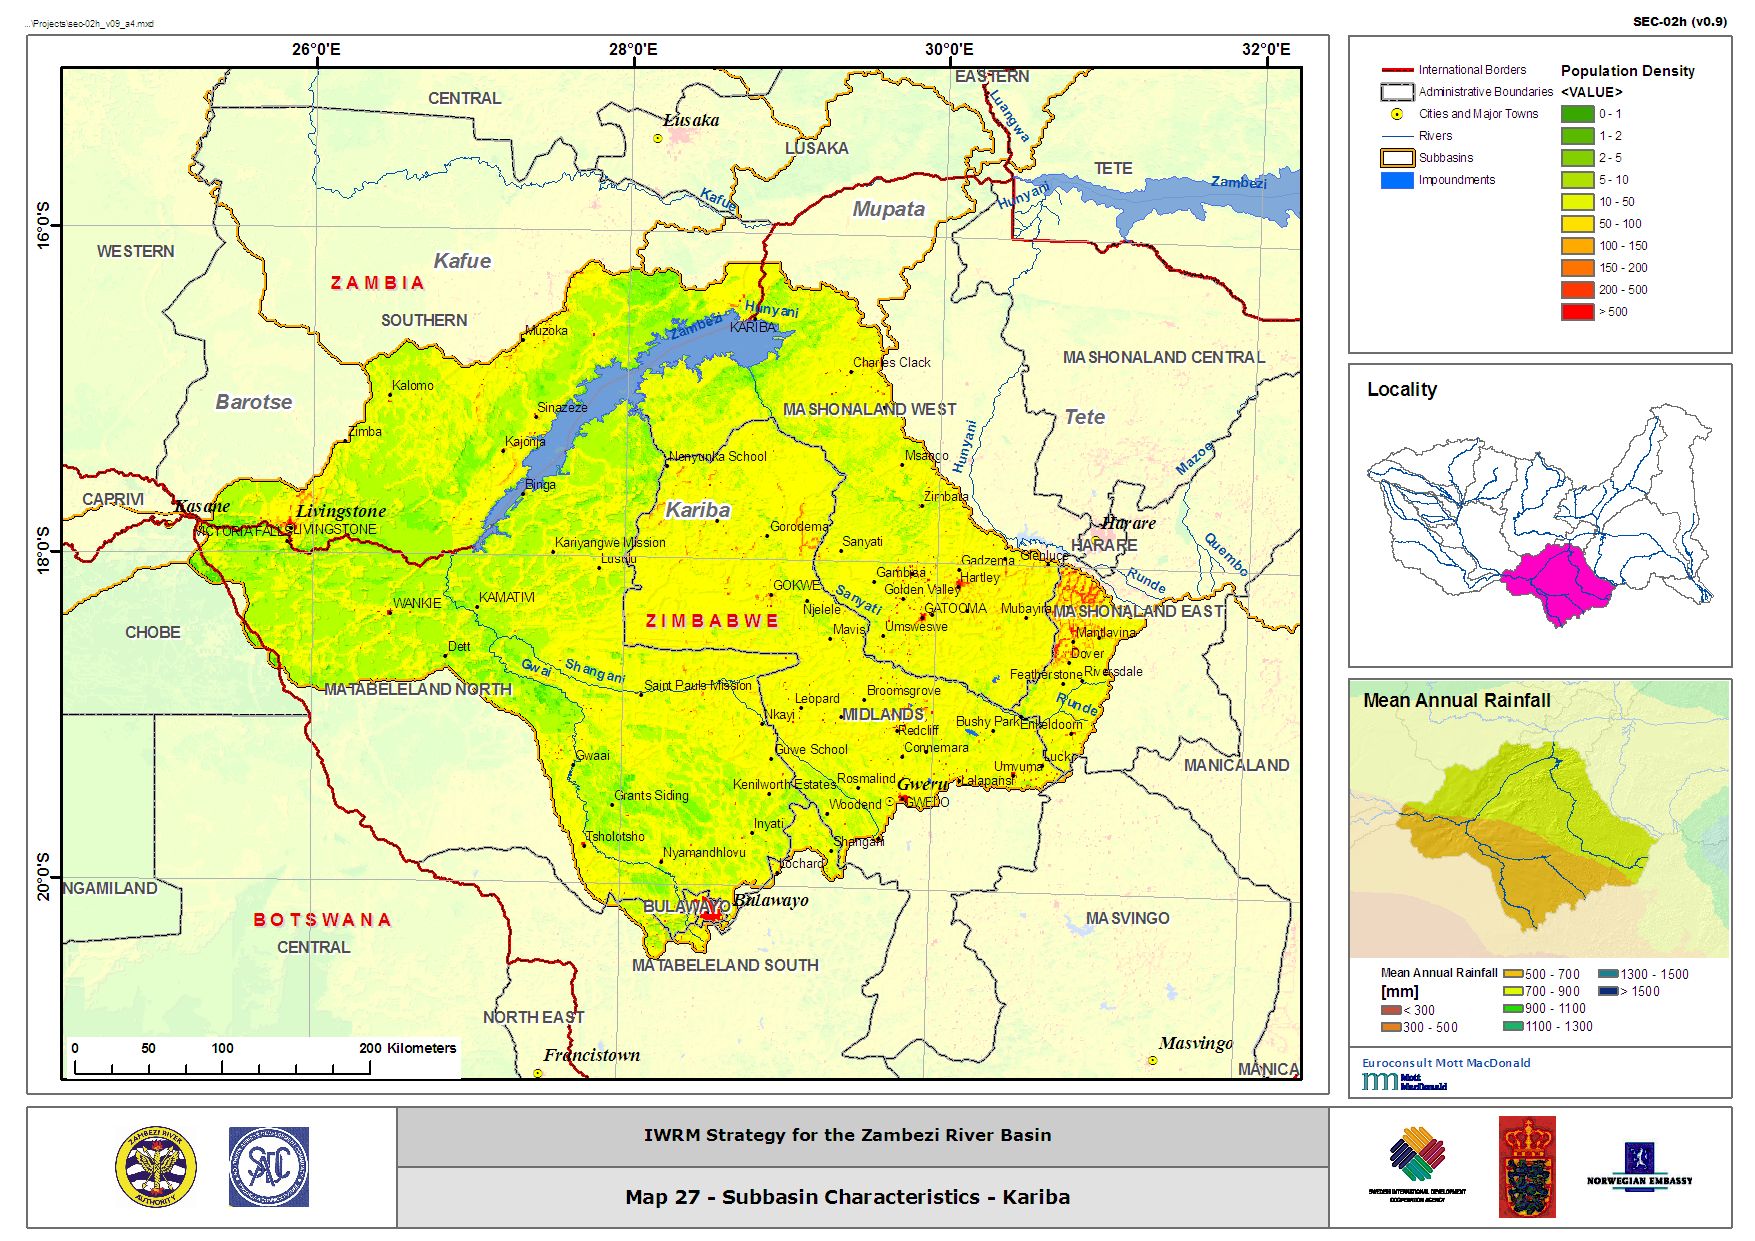 ...\Projects\sec-02h_v09_a4.mxd
SEC-02h (v0.9)
26°0'E
28°0'E
30°0'E
32°0'E
16°0'S
18°0'S
20°0'S
EASTERN
CENTRAL
Luangwa
Lusaka
LUSAKA
TETE
Zambezi
Kafue
Hunyani
Mupata
WESTERN
Kafue
ZAMBIA
SOUTHERN
Hunyani
Zambezi
KARIBA
Muzoka
MASHONALAND CENTRAL
Charles Clack
Kalomo
Barotse
Sinazeze
MASHONALAND WEST
Tete
Zimba
Kajonja
Hunyani
Nenyunka School
Msanco
Mazoe
Binga
CAPRIVI
Kasane
Livingstone
Kariba
Zimbara
VICTORIA FALLS
LIVINGSTONE
Gorodema
Harare
Kariyangwe Mission
Sanyati
HARARE
Lusulu
Gadzema
Glenluce
Quembo
Gambisa
Hartley
Runde
GOKWE
Golden Valley
Sanyati
WANKIE
KAMATIVI
Njelele
GATOOMA
Mubayira
MASHONALAND EAST
ZIMBABWE
CHOBE
Mavis
Umsweswe
Mantlavina
Dett
Dover
Gwai
Shangani
Featherstone
Riversdale
MATABELELAND NORTH
Saint Pauls Mission
Broomsgrove
Leopard
Runde
Nkayi
MIDLANDS
Bushy Park
Enkeldoorn
Redcliff
Guwe School
Connemara
Gwaai
Lucky
MANICALAND
Umvuma
Kenilworth Estates
Rosmalind
Gweru
Lalapansi
Grants Siding
Woodend
GWELO
Inyati
Tsholotsho
Shangani
Nyamandhlovu
Lochard
NGAMILAND
BULAWAYO
Bulawayo
BOTSWANA
CENTRAL
MASVINGO
MATABELELAND SOUTH
NORTH EAST
Francistown
Masvingo
MANICA
0 50 100 200 Kilometers
International Borders
Administrative Boundaries
Cities and Major Towns
Rivers
Subbasins
Impoundments
Population Density
<VALUE>
0 - 1
1 - 2
2 - 5
5 - 10
10 - 50
50 - 100
100 - 150
150 - 200
200 - 500
> 500
Locality
Mean Annual Rainfall
Mean Annual Rainfall
[mm]
< 300
300 - 500
500 - 700
700 - 900
900 - 1100
1100 - 1300
1300 - 1500
> 1500
Euroconsult Mott MacDonald
Mott
MacDonald
ZAMBEZI RIVER
AUTHORITY
SADC
IWRM Strategy for the Zambezi River Basin
Map 27 - Subbasin Characteristics - Kariba
SWEDISH INTERNATIONAL DEVELOPMENT
COOPERATION AGENCY
NORWEGIAN EMBASSY